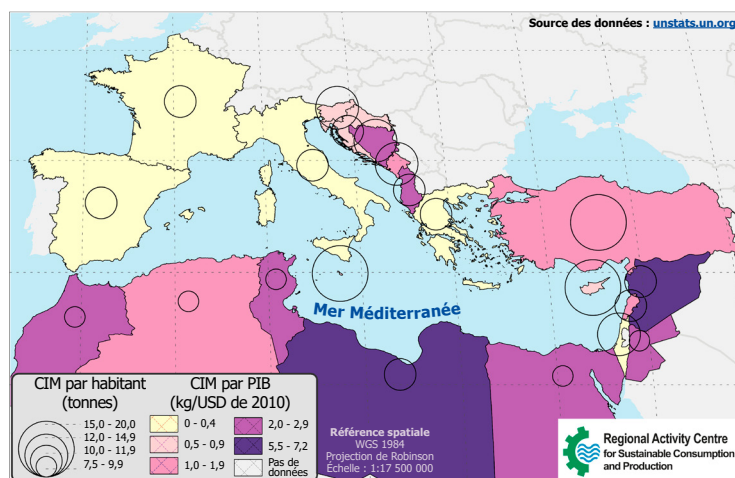 Source des données : unstats.un.org
Mer Méditerranée
CIM par habitant
(tonnes)
15,0 - 20,0
12,0 - 14,9
10,0 - 11,9
7,5 - 9,9
CIM par PIB
(kg/USD de 2010)
0 - 0,4
0,5 - 0,9
1,0 - 1,9
2,0 - 2,9
5,5 - 7,2
Pas de
données
Référence spatiale
WGS 1984
Projection de Robinson
Échelle : 1:17 500 000
Regional Activity Centre
for Sustainable Consumption
and Production